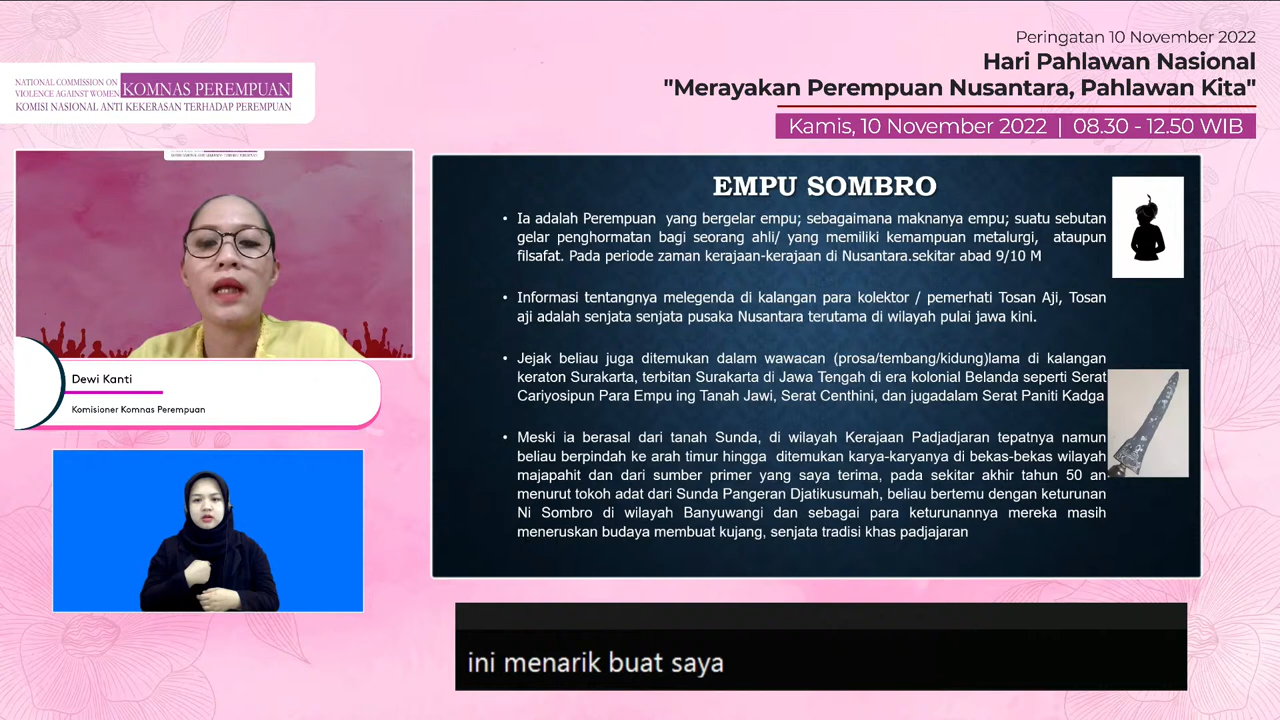 Peringatan 10 November 2022
Hari Pahlawan Nasional
"Merayakan Perempuan Nusantara, Pahlawan Kita"
Kamis, 10 November 2022 | 08.30 - 12.50 WIB
NATIONAL COMMISSION ON
VIOLENCE AGAINST WOMEN
KOMNAS PEREMPUAN
KOMISI NASIONAL ANTI KEKERASAN TERHADAP PEREMPUAN
Dewi Kanti
Komisioner Komnas Perempuan
EMPU SOMBRO
• Ia adalah Perempuan yang bergelar empu; sebagaimana maknanya empu; suatu sebutan
gelar penghormatan bagi seorang ahli/ yang memiliki kemampuan metalurgi, ataupun
filsafat. Pada periode zaman kerajaan-kerajaan di Nusantara.sekitar abad 9/10 M
• Informasi tentangnya melegenda di kalangan para kolektor / pemerhati Tosan Aji, Tosan
aji adalah senjata senjata pusaka Nusantara terutama di wilayah pulai jawa kini.
• Jejak beliau juga ditemukan dalam wawacan (prosa/tembang/kidung)lama di kalangan
keraton Surakarta, terbitan Surakarta di Jawa Tengah di era kolonial Belanda seperti Serat
Cariyosipun Para Empu ing Tanah Jawi, Serat Centhini, dan jugadalam Serat Paniti Kadga
• Meski ia berasal dari tanah Sunda, di wilayah Kerajaan Padjadjaran tepatnya namun
beliau berpindah ke arah timur hingga ditemukan karya-karyanya di bekas-bekas wilayah
majapahit dan dari sumber primer yang saya terima, pada sekitar akhir tahun 50 an
menurut tokoh adat dari Sunda Pangeran Djatikusumah, beliau bertemu dengan keturunan
Ni Sombro di wilayah Banyuwangi dan sebagai para keturunannya mereka masih
meneruskan budaya membuat kujang, senjata tradisi khas padjajaran
ini menarik buat saya